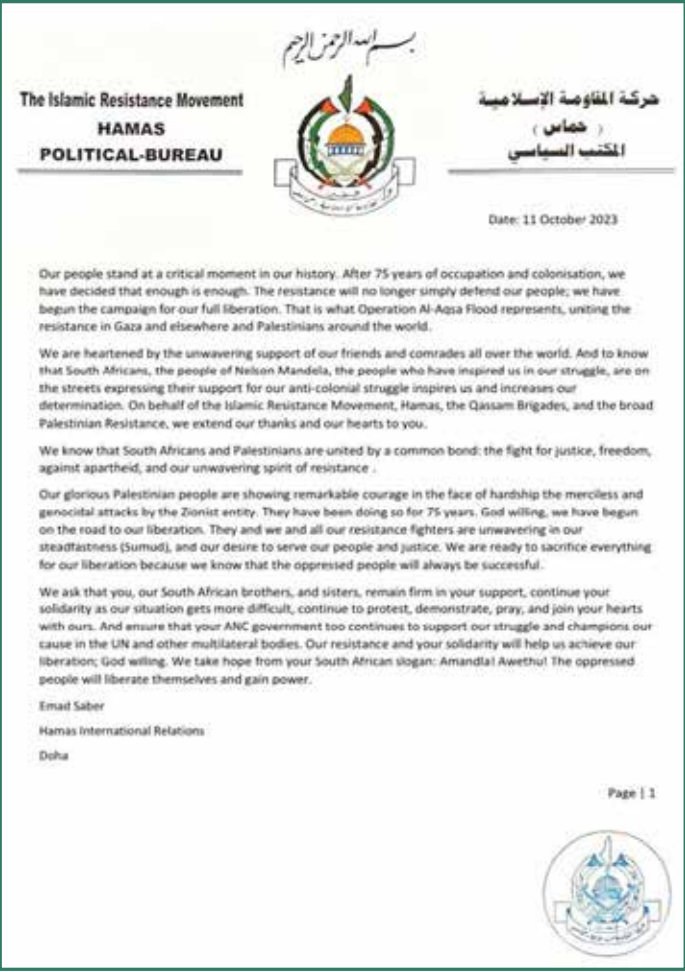 بسم الله الرحمن الرحيم
The Islamic Resistance Movement
HAMAS
POLITICAL-BUREAU
حركة المقاومة الإسلامية
( حماس )
المكتب السياسي
Date: 11 October 2023
Our people stand at a critical moment in our history. After 75 years of occupation and colonisation, we
have decided that enough is enough. The resistance will no longer simply defend our people; we have
begun the campaign for our full liberation. That is what Operation Al-Aqsa Flood represents, uniting the
resistance in Gaza and elsewhere and Palestinians around the world.
We are heartened by the unwavering support of our friends and comrades all over the world. And to know
that South Africans, the people of Nelson Mandela, the people who have inspired us in our struggle, are on
the streets expressing their support for our anti-colonial struggle inspires us and increases our
determination. On behalf of the Islamic Resistance Movement, Hamas, the Qassam Brigades, and the broad
Palestinian Resistance, we extend our thanks and our hearts to you.
We know that South Africans and Palestinians are united by a common bond: the fight for justice, freedom,
against apartheid, and our unwavering spirit of resistance .
Our glorious Palestinian people are showing remarkable courage in the face of hardship the merciless and
genocidal attacks by the Zionist entity. They have been doing so for 75 years. God willing, we have begun
on the road to our liberation. They and we and all our resistance fighters are unwavering in our
steadfastness (Sumud), and our desire to serve our people and justice. We are ready to sacrifice everything
for our liberation because we know that the oppressed people will always be successful.
We ask that you, our South African brothers, and sisters, remain firm in your support, continue your
solidarity as our situation gets more difficult, continue to protest, demonstrate, pray, and join your hearts
with ours. And ensure that your ANC government too continues to support our struggle and champions our
cause in the UN and other multilateral bodies. Our resistance and your solidarity will help us achieve our
liberation; God willing. We take hope from your South African slogan: Amandla! Awethu! The oppressed
people will liberate themselves and gain power.
Emad Saber
Hamas International Relations
Doha
Page | 1